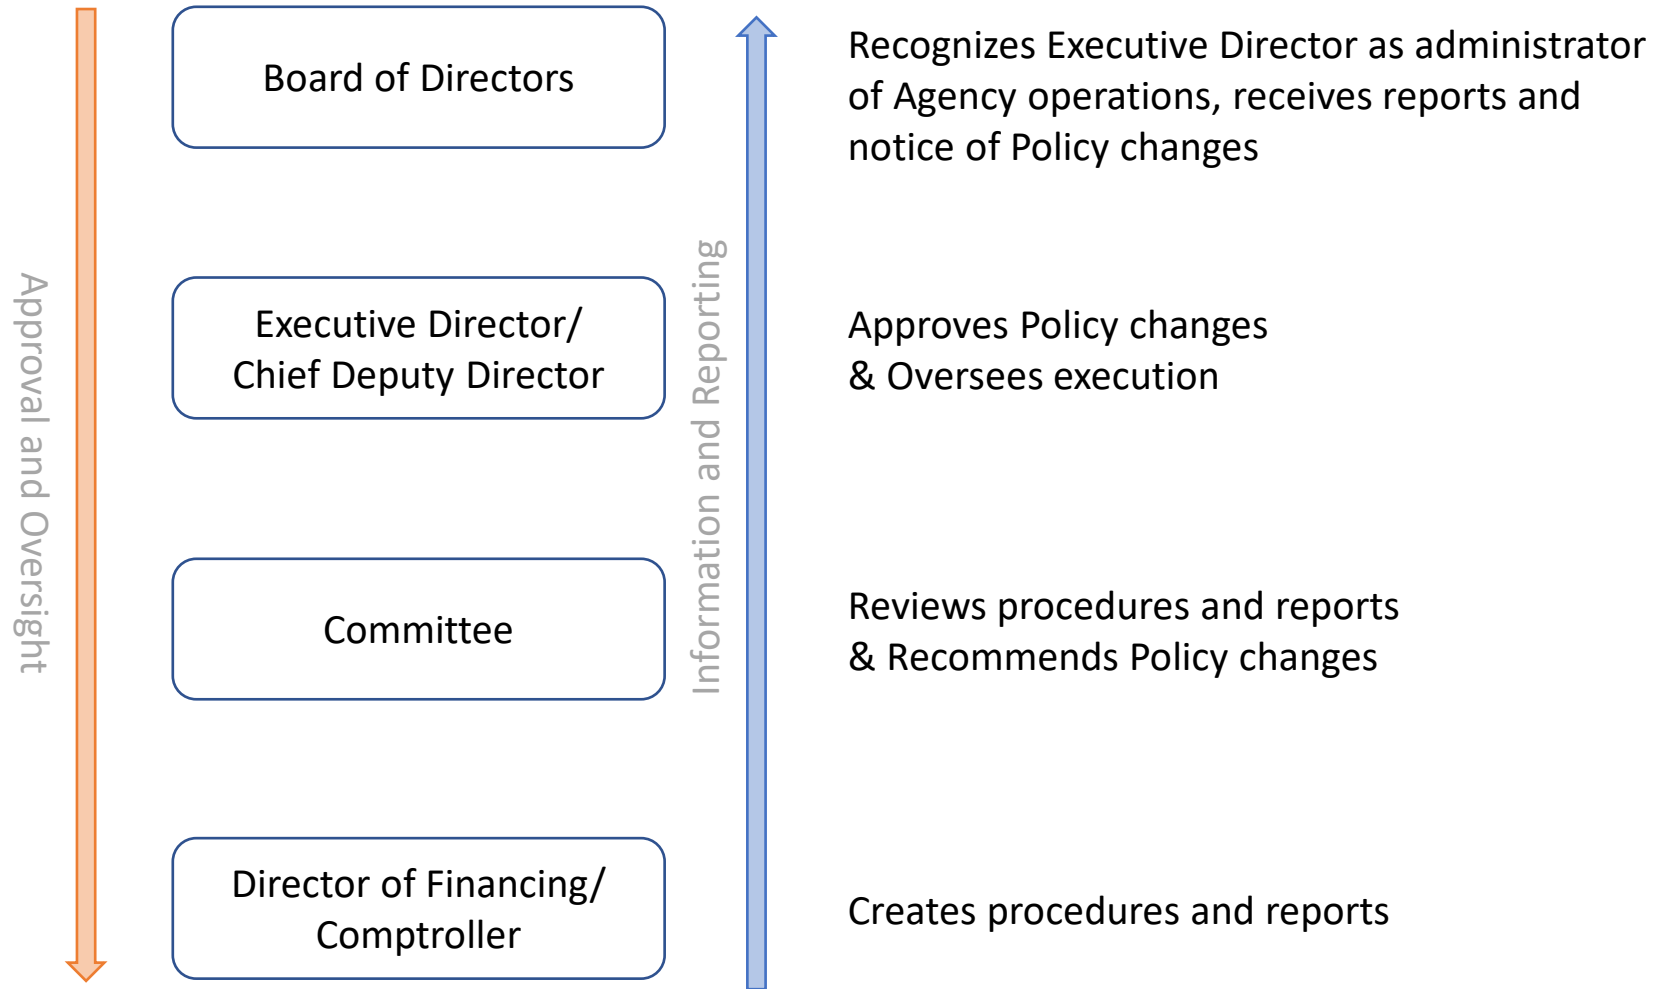 Board of Directors
Recognizes Executive Director as administrator
of Agency operations, receives reports and
notice of Policy changes
Approval and Oversight
Executive Director/
Chief Deputy Director
Information and Reporting
Approves Policy changes
& Oversees execution
Committee
Reviews procedures and reports
& Recommends Policy changes
Director of Financing/
Comptroller
Creates procedures and reports